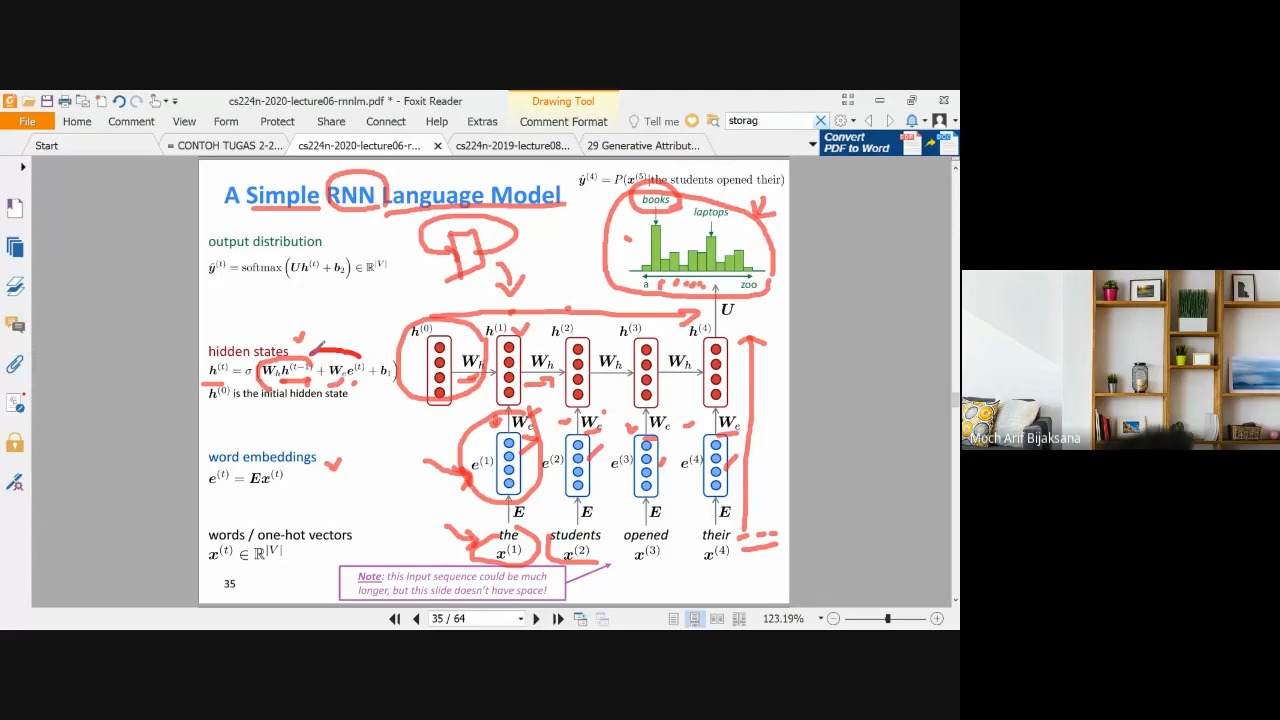 cs224n-2020-lecture06-rnnlm.pdf * - Foxit Reader
Drawing Tool
File Home Comment View Form Protect Share Connect Help Extras Comment Format Tell me storag
Start = CONTOH TUGAS 2-2... cs224n-2020-lecture06-r... cs224n-2019-lecture08... 29 Generative Attribut...
Convert
PDF to Word
PDF DOC
A Simple RNN Language Model
ŷ⁽⁴⁾ = P(x⁽⁵⁾|the students opened their)
books
laptops
output distribution
ŷ⁽ᵗ⁾ = softmax (Uh⁽ᵗ⁾ + b₂) ∈ ℝ^|V|
a zoo
U
h⁽⁰⁾ h⁽¹⁾ h⁽²⁾ h⁽³⁾ h⁽⁴⁾
hidden states
W_h W_h W_h W_h
h⁽ᵗ⁾ = σ (W_h h⁽ᵗ⁻¹⁾ + W_e e⁽ᵗ⁾ + b₁)
h⁽⁰⁾ is the initial hidden state
W_e W_e W_e W_e
word embeddings
e⁽¹⁾ e⁽²⁾ e⁽³⁾ e⁽⁴⁾
e⁽ᵗ⁾ = Ex⁽ᵗ⁾
E E E E
words / one-hot vectors the students opened their
x⁽ᵗ⁾ ∈ ℝ^|V| x⁽¹⁾ x⁽²⁾ x⁽³⁾ x⁽⁴⁾
Note: this input sequence could be much
longer, but this slide doesn't have space!
35
35 / 64 123.19%
Moch Arif Bijaksana